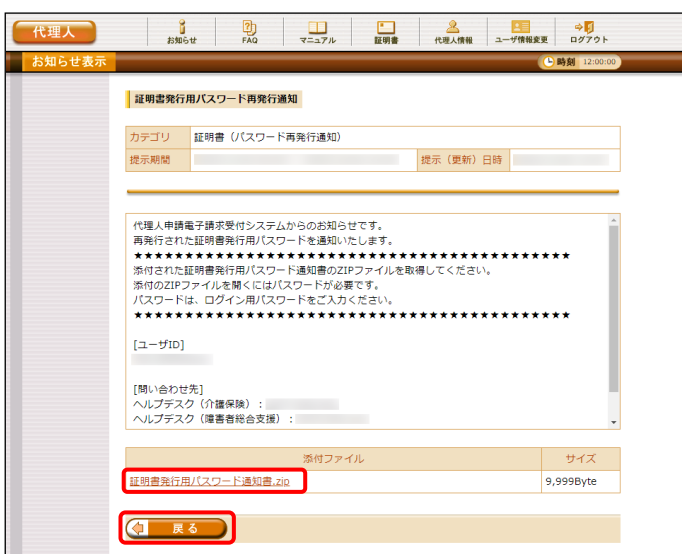 代理人
お知らせ
FAQ
マニュアル
証明書
代理人情報
ユーザ情報変更
ログアウト
お知らせ表示
時刻 12:00:00
証明書発行用パスワード再発行通知
カテゴリ 証明書（パスワード再発行通知）
提示期間 提示（更新）日時
代理人申請電子請求受付システムからのお知らせです。
再発行された証明書発行用パスワードを通知いたします。
★★★★★★★★★★★★★★★★★★★★★★★★★★★★★★★★★★★★★★★★★★★★
添付された証明書発行用パスワード通知書のZIPファイルを取得してください。
添付のZIPファイルを開くにはパスワードが必要です。
パスワードは、ログイン用パスワードをご入力ください。
★★★★★★★★★★★★★★★★★★★★★★★★★★★★★★★★★★★★★★★★★★★★
[ユーザID]
[問い合わせ先]
ヘルプデスク（介護保険）：
ヘルプデスク（障害者総合支援）：
添付ファイル サイズ
証明書発行用パスワード通知書.zip 9,999Byte
戻る